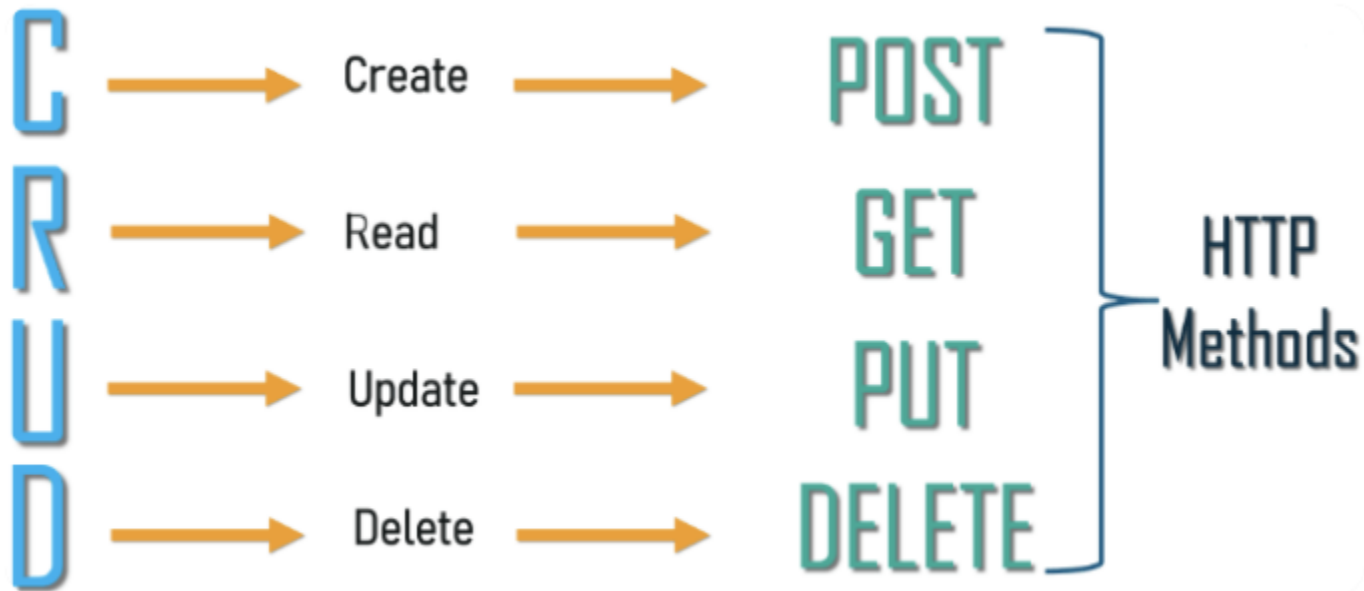 C Create POST
R Read GET
U Update PUT
D Delete DELETE
HTTP
Methods